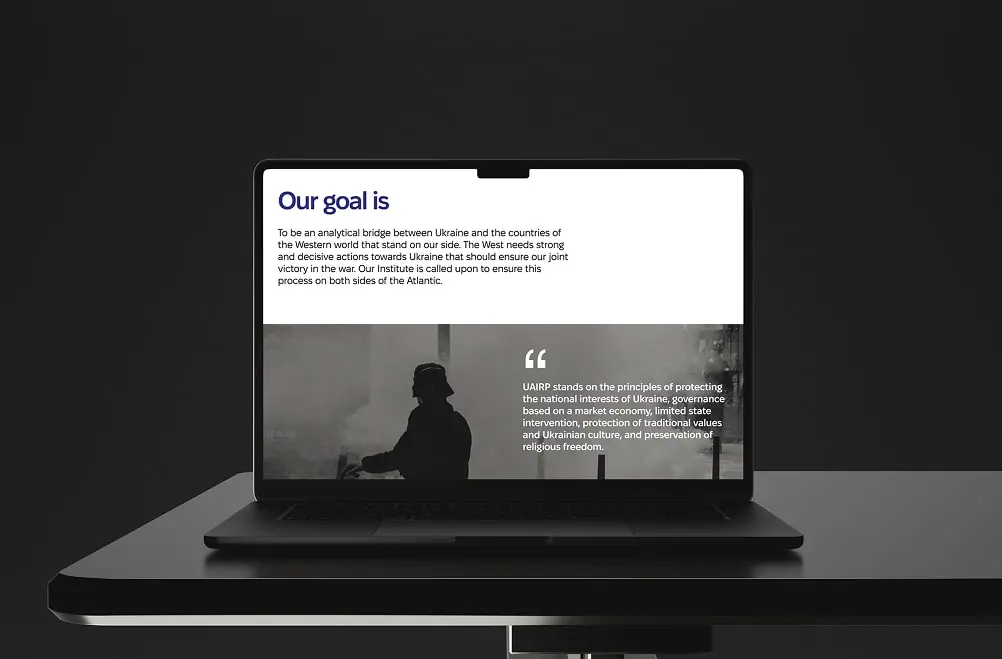 Our goal is
To be an analytical bridge between Ukraine and the countries of
the Western world that stand on our side. The West needs strong
and decisive actions towards Ukraine that should ensure our joint
victory in the war. Our Institute is called upon to ensure this
process on both sides of the Atlantic.
“
UAIRP stands on the principles of protecting
the national interests of Ukraine, governance
based on a market economy, limited state
intervention, protection of traditional values
and Ukrainian culture, and preservation of
religious freedom.